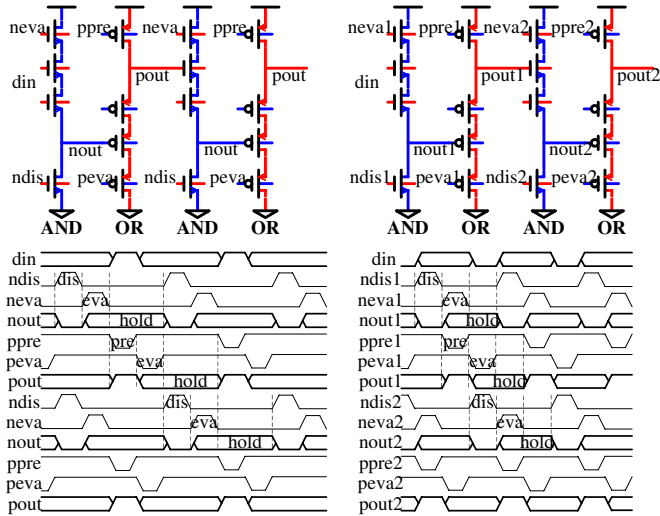 neva ppre neva ppre
neva1 ppre1 neva2 ppre2
din pout pout
din pout1 pout2
nout nout
nout1 nout2
ndis peva ndis peva
ndis1 peva1 ndis2 peva2
AND OR AND OR
AND OR AND OR
din
ndis dis
neva eva
nout hold
ppre pre
peva eva
pout hold
ndis dis
neva eva
nout hold
ppre
peva
pout
din
ndis1 dis
neva1 eva
nout1 hold
ppre1 pre
peva1 eva
pout1 hold
ndis2 dis
neva2 eva
nout2 hold
ppre2
peva2
pout2